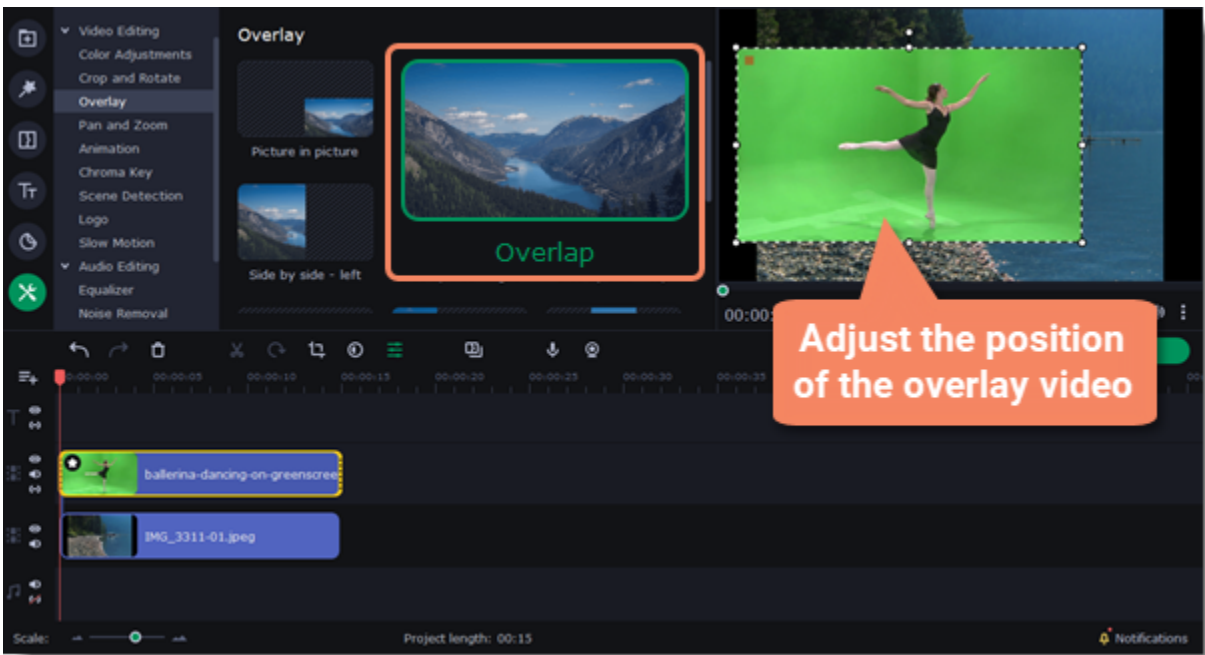 Video Editing
Color Adjustments
Crop and Rotate
Overlay
Pan and Zoom
Animation
Chroma Key
Scene Detection
Logo
Slow Motion
Audio Editing
Equalizer
Noise Removal
Overlay
Picture in picture
Side by side - left
Overlap
00:00:
Adjust the position
of the overlay video
0:00:00 00:00:05 00:00:10 00:00:15 00:00:20 00:00:25 00:00:30 00:00:35
ballerina-dancing-on-greenscree
IMG_3311-01.jpeg
Scale:
Project length: 00:15
Notifications